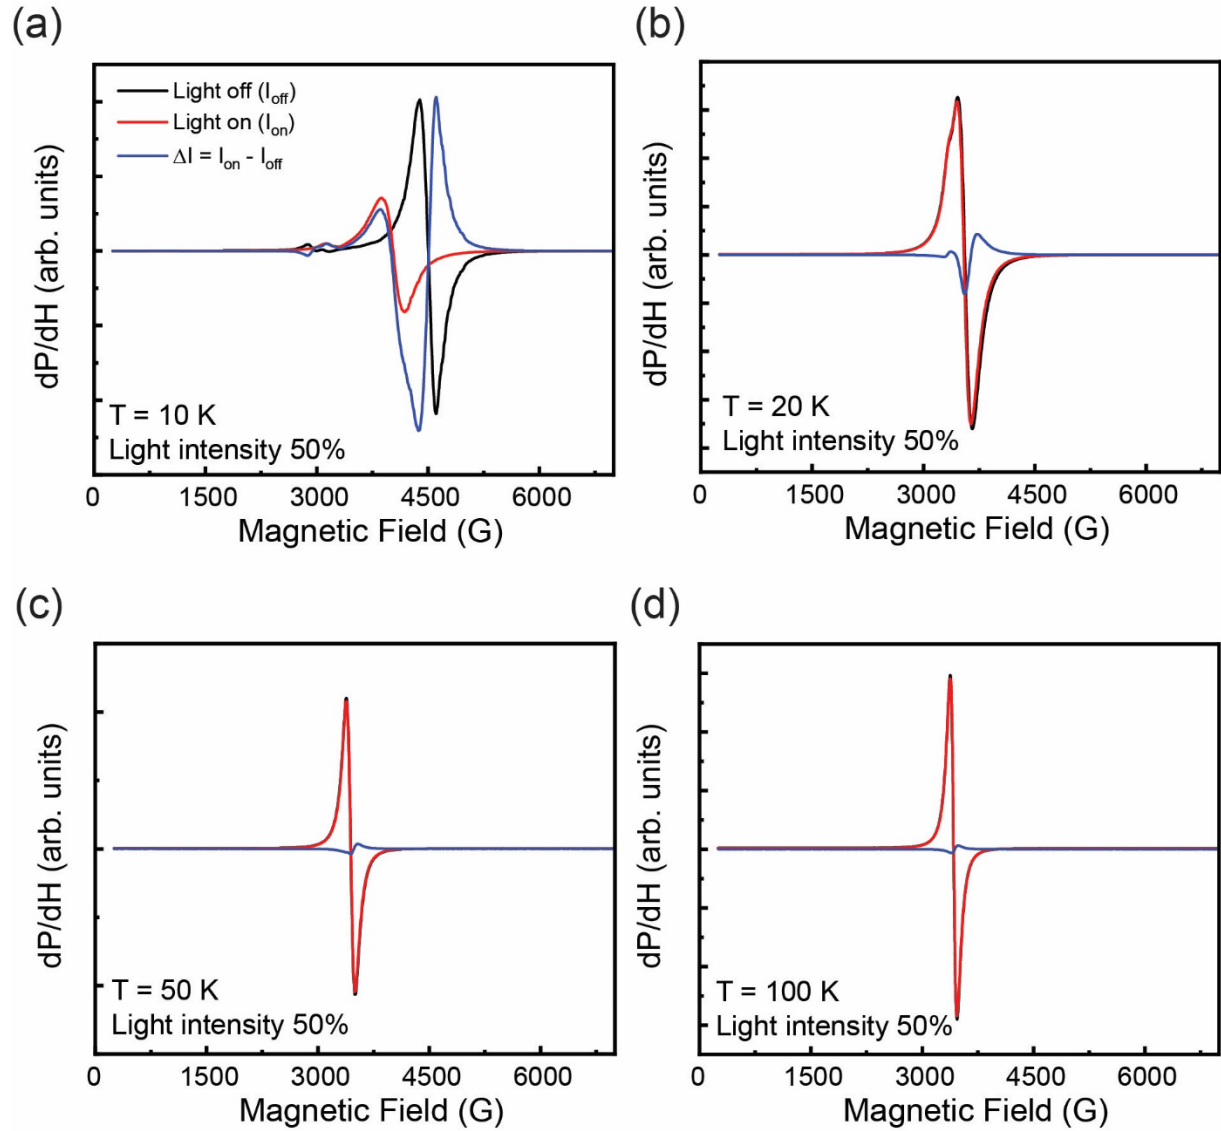 (a)
Light off (Ioff)
Light on (Ion)
ΔI = Ion - Ioff
dP/dH (arb. units)
T = 10 K
Light intensity 50%
0 1500 3000 4500 6000
Magnetic Field (G)
(b)
dP/dH (arb. units)
T = 20 K
Light intensity 50%
0 1500 3000 4500 6000
Magnetic Field (G)
(c)
dP/dH (arb. units)
T = 50 K
Light intensity 50%
0 1500 3000 4500 6000
Magnetic Field (G)
(d)
dP/dH (arb. units)
T = 100 K
Light intensity 50%
0 1500 3000 4500 6000
Magnetic Field (G)